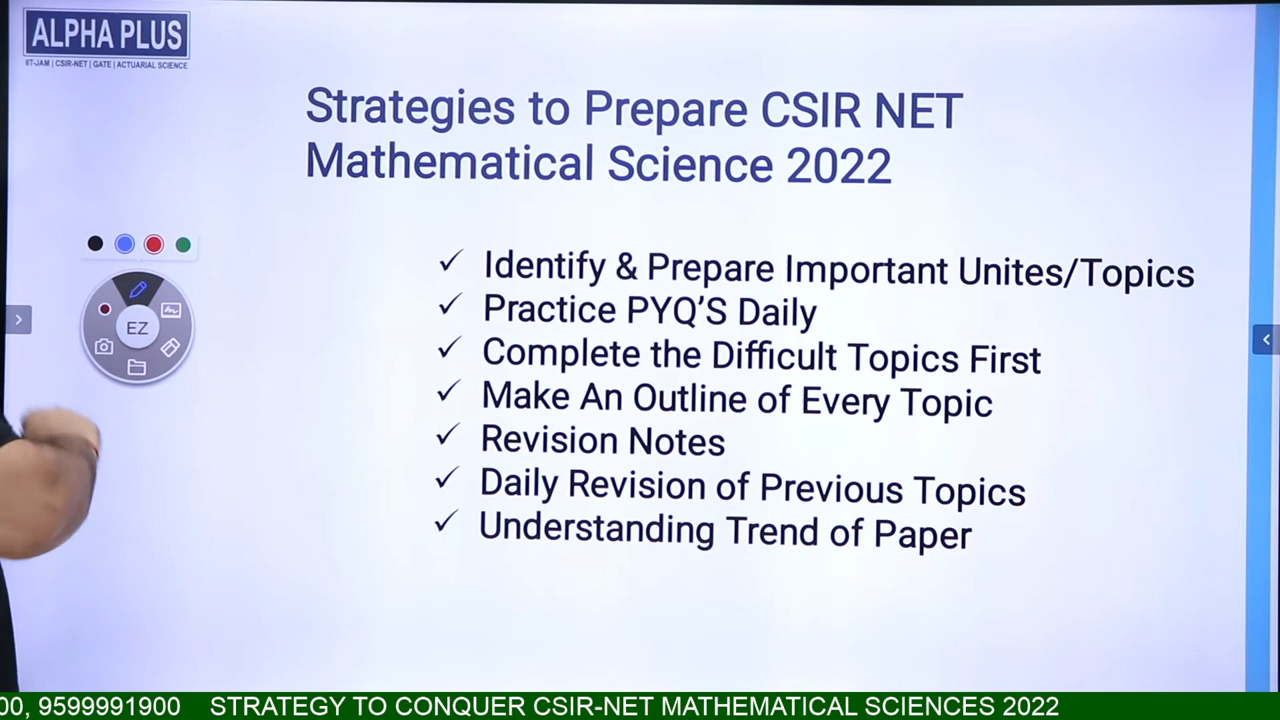 ALPHA PLUS
IIT-JAM | CSIR-NET | GATE | ACTUARIAL SCIENCE
Strategies to Prepare CSIR NET
Mathematical Science 2022
✓ Identify & Prepare Important Unites/Topics
✓ Practice PYQ'S Daily
✓ Complete the Difficult Topics First
✓ Make An Outline of Every Topic
✓ Revision Notes
✓ Daily Revision of Previous Topics
✓ Understanding Trend of Paper
EZ
00, 9599991900 STRATEGY TO CONQUER CSIR-NET MATHEMATICAL SCIENCES 2022